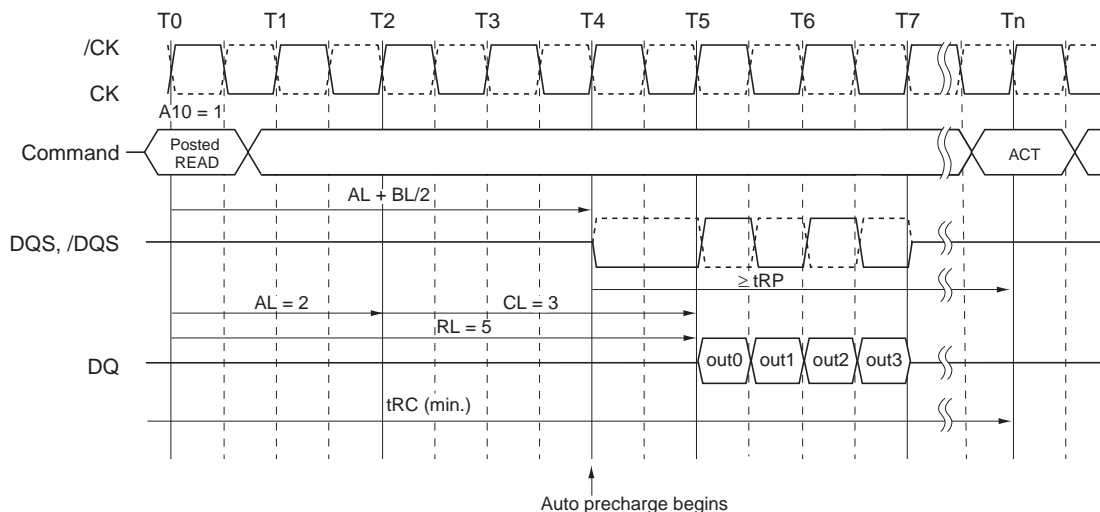 T0 T1 T2 T3 T4 T5 T6 T7 Tn
/CK
CK
A10 = 1
Command
Posted
READ
ACT
AL + BL/2
DQS, /DQS
≥ tRP
AL = 2
CL = 3
RL = 5
DQ
out0 out1 out2 out3
tRC (min.)
Auto precharge begins